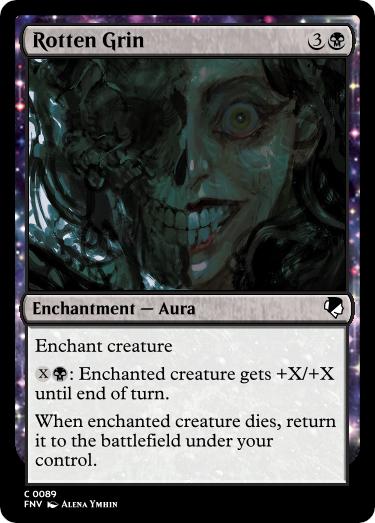 Rotten Grin 3
Enchantment — Aura
Enchant creature
X: Enchanted creature gets +X/+X
until end of turn.
When enchanted creature dies, return
it to the battlefield under your
control.
C 0089
FNV Alena Ymhin